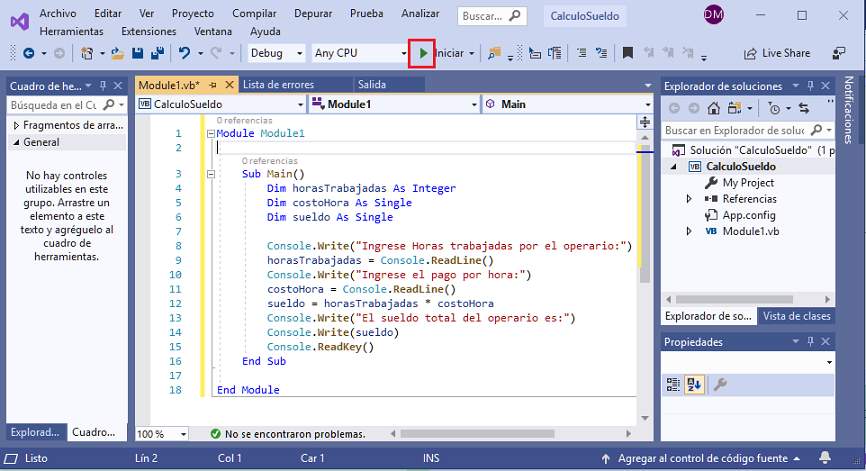 Archivo Editar Ver Proyecto Compilar Depurar Prueba Analizar Buscar... CalculoSueldo DM
Herramientas Extensiones Ventana Ayuda
Debug Any CPU Iniciar Live Share
Cuadro de he...
Búsqueda en el Cu
Fragmentos de arra...
General
No hay controles
utilizables en este
grupo. Arrastre un
elemento a este
texto y agréguelo al
cuadro de
herramientas.
Explorad... Cuadro...
Module1.vb* Lista de errores Salida
VB CalculoSueldo Module1 Main
0 referencias
1 Module Module1
2
0 referencias
3 Sub Main()
4 Dim horasTrabajadas As Integer
5 Dim costoHora As Single
6 Dim sueldo As Single
7
8 Console.Write("Ingrese Horas trabajadas por el operario:")
9 horasTrabajadas = Console.ReadLine()
10 Console.Write("Ingrese el pago por hora:")
11 costoHora = Console.ReadLine()
12 sueldo = horasTrabajadas * costoHora
13 Console.Write("El sueldo total del operario es:")
14 Console.Write(sueldo)
15 Console.ReadKey()
16 End Sub
17
18 End Module
100 % No se encontraron problemas.
Explorador de soluciones
Buscar en Explorador de soluc
Solución "CalculoSueldo" (1 p
VB CalculoSueldo
My Project
Referencias
App.config
VB Module1.vb
Explorador de so... Vista de clases
Propiedades
Notificaciones
Listo Lín 2 Col 1 Car 1 INS Agregar al control de código fuente